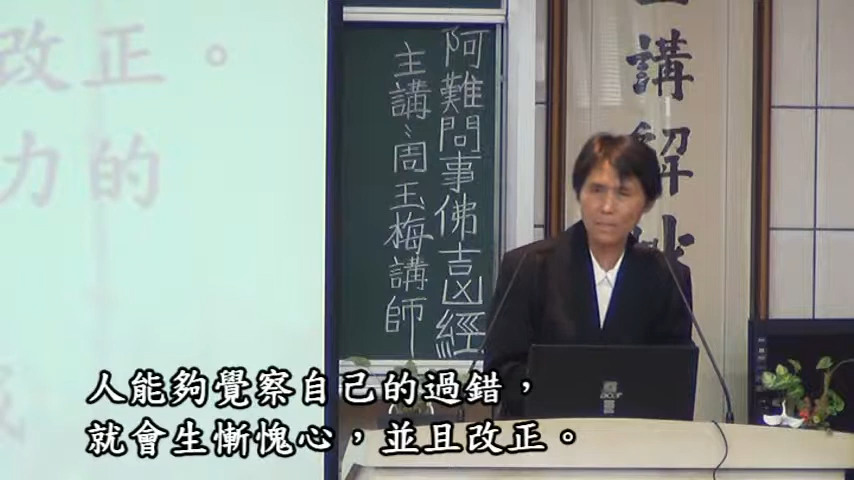 改正。
力的
阿難問事佛吉凶經
主講:周玉梅講師
講解
acer
人能夠覺察自己的過錯，
就會生慚愧心，並且改正。